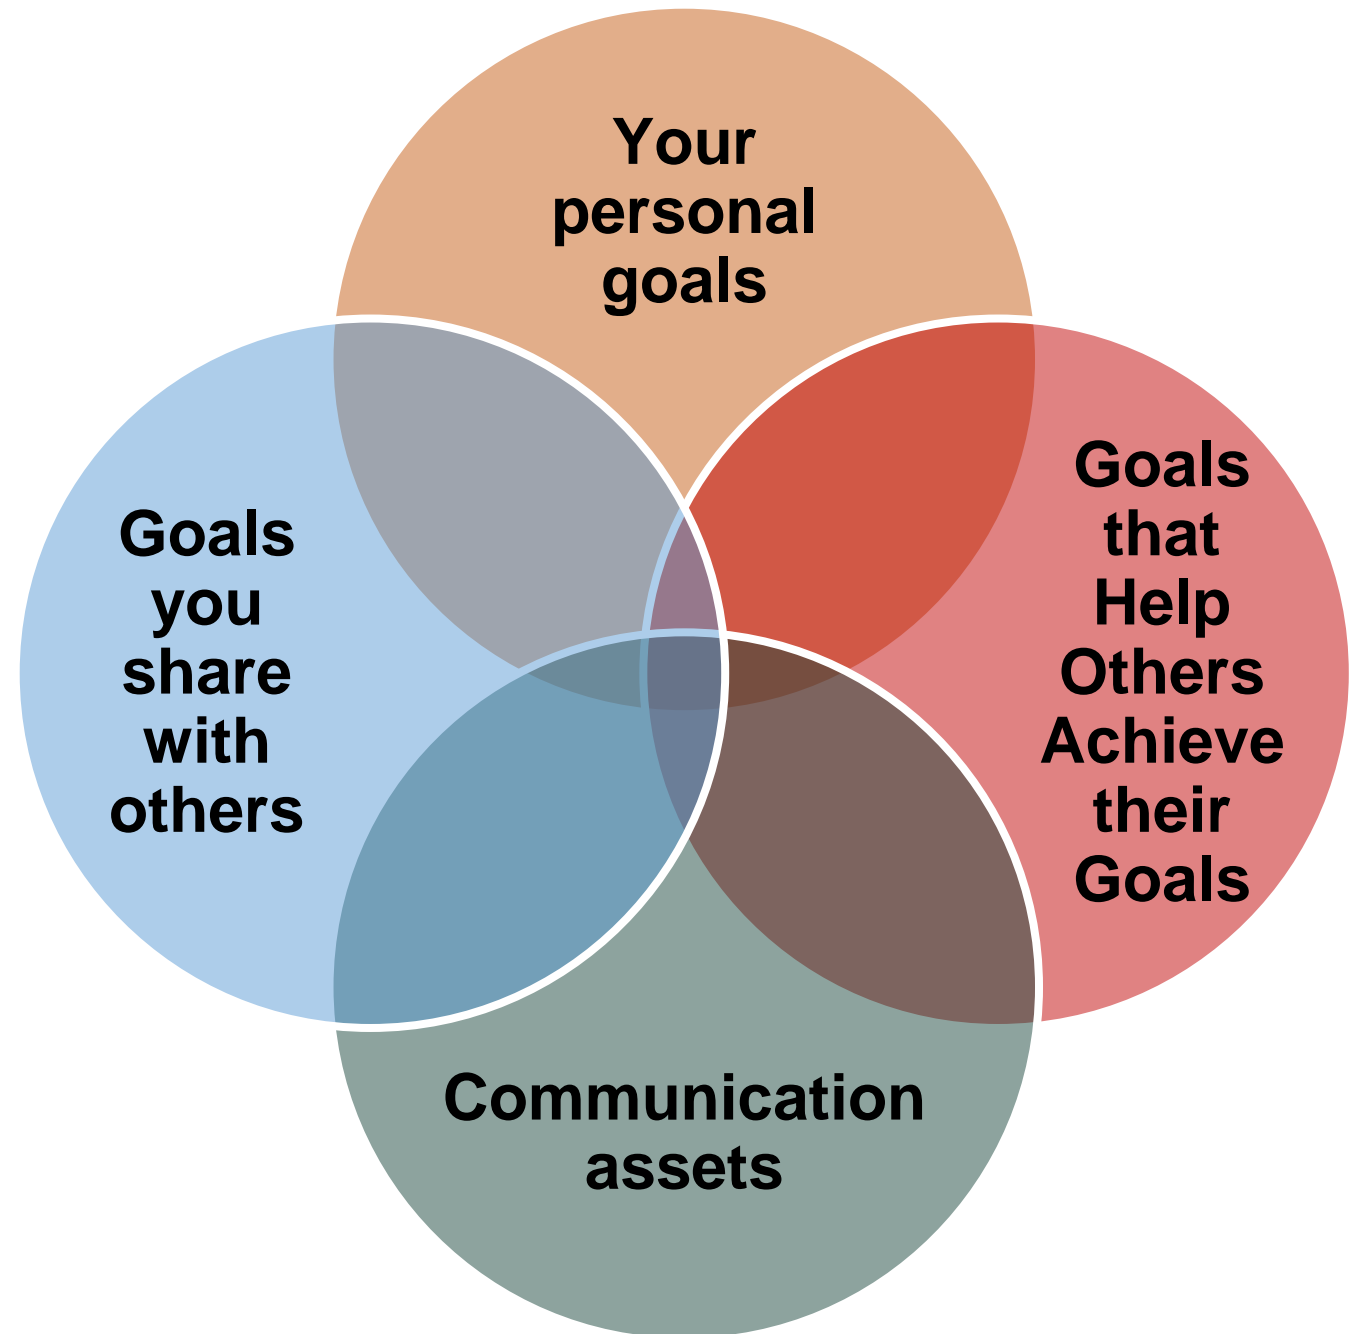 Your
personal
goals
Goals
that
Help
Others
Achieve
their
Goals
Communication
assets
Goals
you
share
with
others